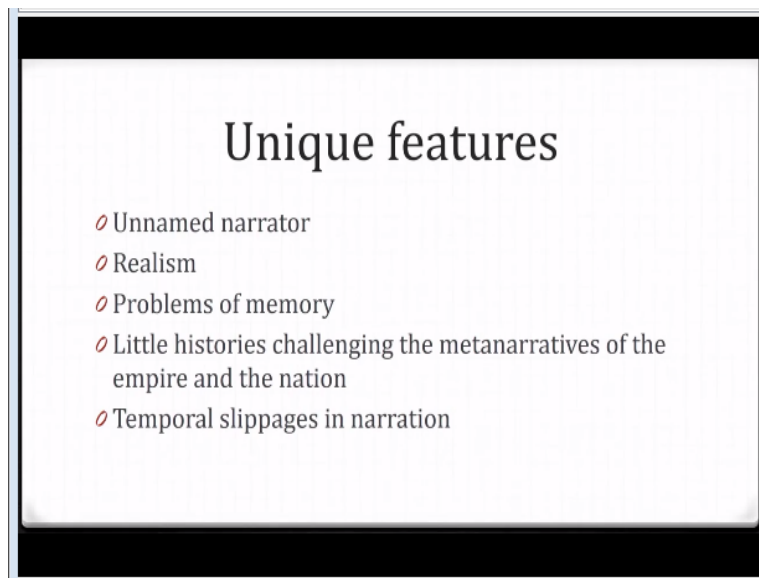 Unique features
Unnamed narrator
Realism
Problems of memory
Little histories challenging the metanarratives of the
empire and the nation
Temporal slippages in narration